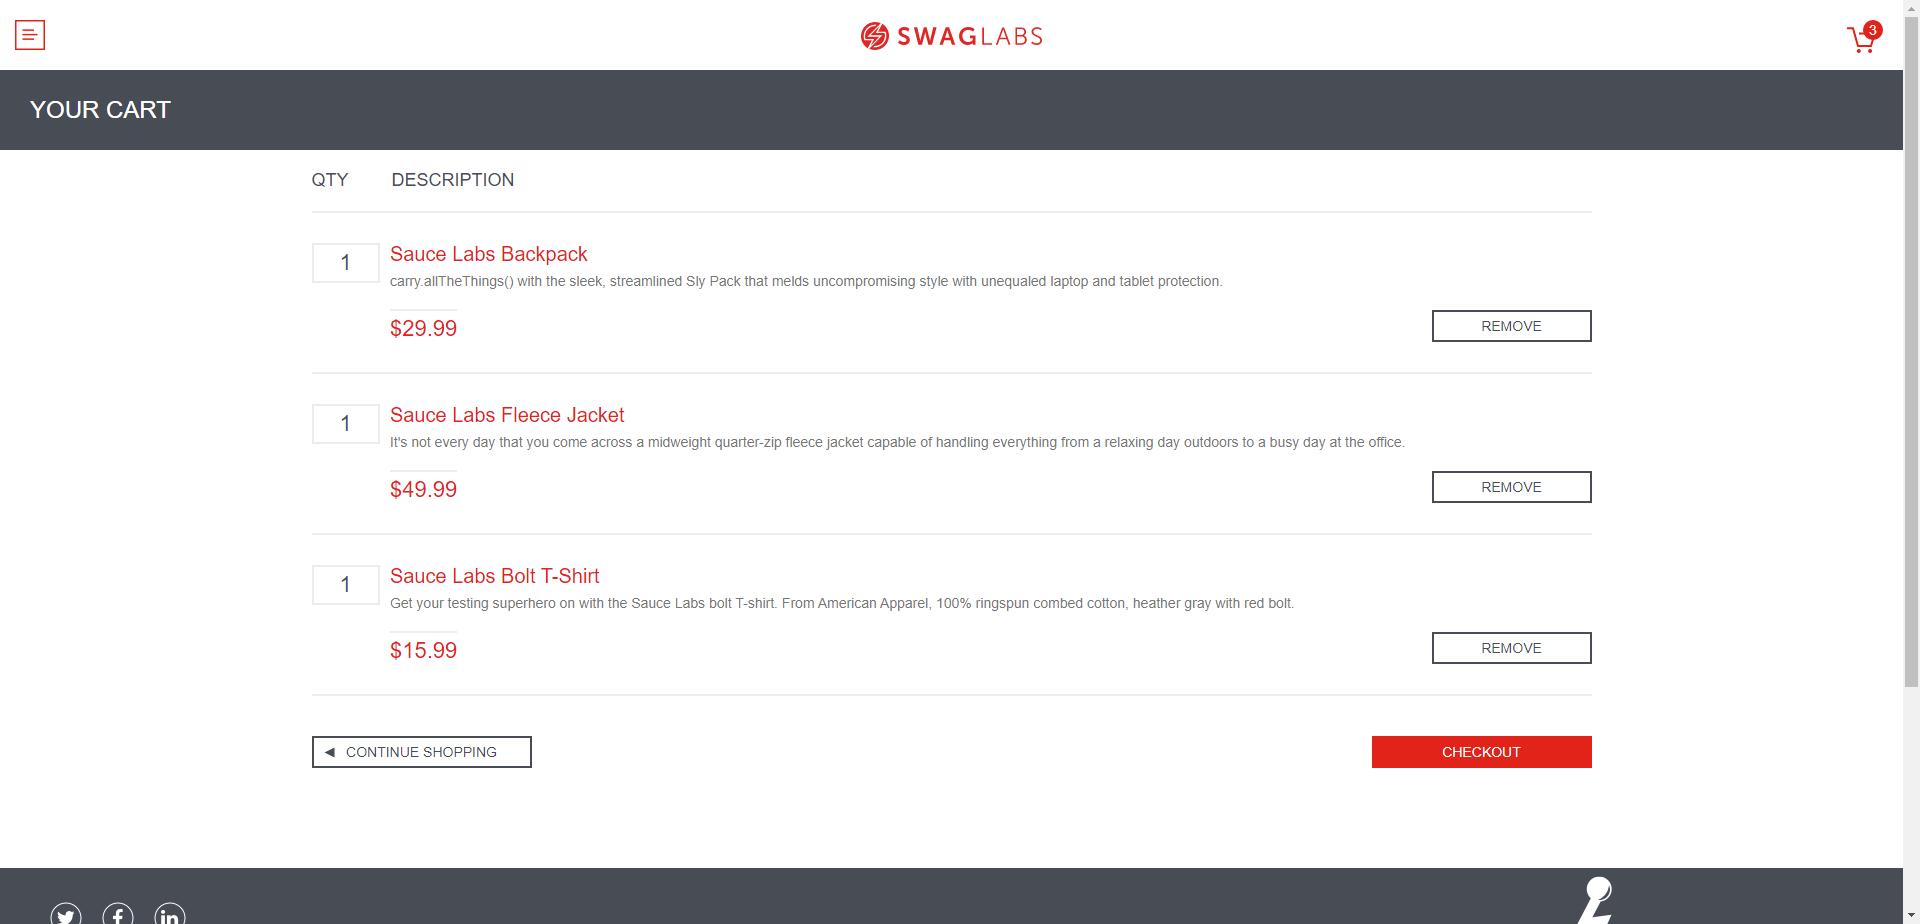 SWAGLABS
3
YOUR CART
QTY DESCRIPTION
1
Sauce Labs Backpack
carry.allTheThings() with the sleek, streamlined Sly Pack that melds uncompromising style with unequaled laptop and tablet protection.
$29.99
REMOVE
1
Sauce Labs Fleece Jacket
It's not every day that you come across a midweight quarter-zip fleece jacket capable of handling everything from a relaxing day outdoors to a busy day at the office.
$49.99
REMOVE
1
Sauce Labs Bolt T-Shirt
Get your testing superhero on with the Sauce Labs bolt T-shirt. From American Apparel, 100% ringspun combed cotton, heather gray with red bolt.
$15.99
REMOVE
CONTINUE SHOPPING
CHECKOUT